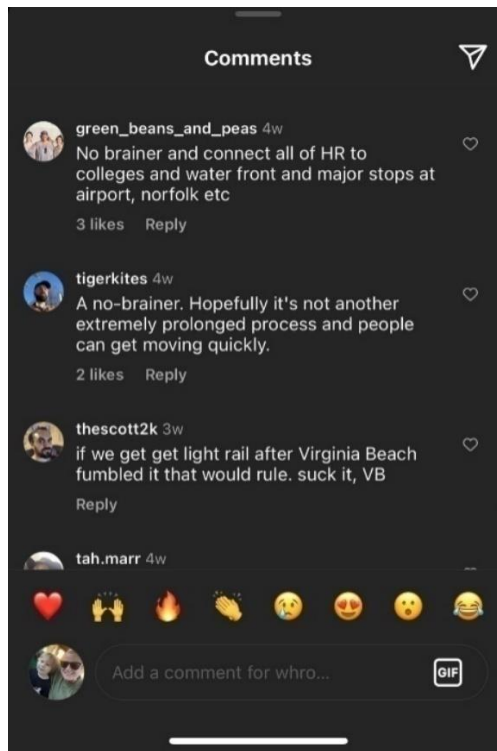 Comments
green_beans_and_peas 4w
No brainer and connect all of HR to
colleges and water front and major stops at
airport, norfolk etc
3 likes Reply
tigerkites 4w
A no-brainer. Hopefully it's not another
extremely prolonged process and people
can get moving quickly.
2 likes Reply
thescott2k 3w
if we get get light rail after Virginia Beach
fumbled it that would rule. suck it, VB
Reply
tah.marr 4w
Add a comment for whro...
GIF